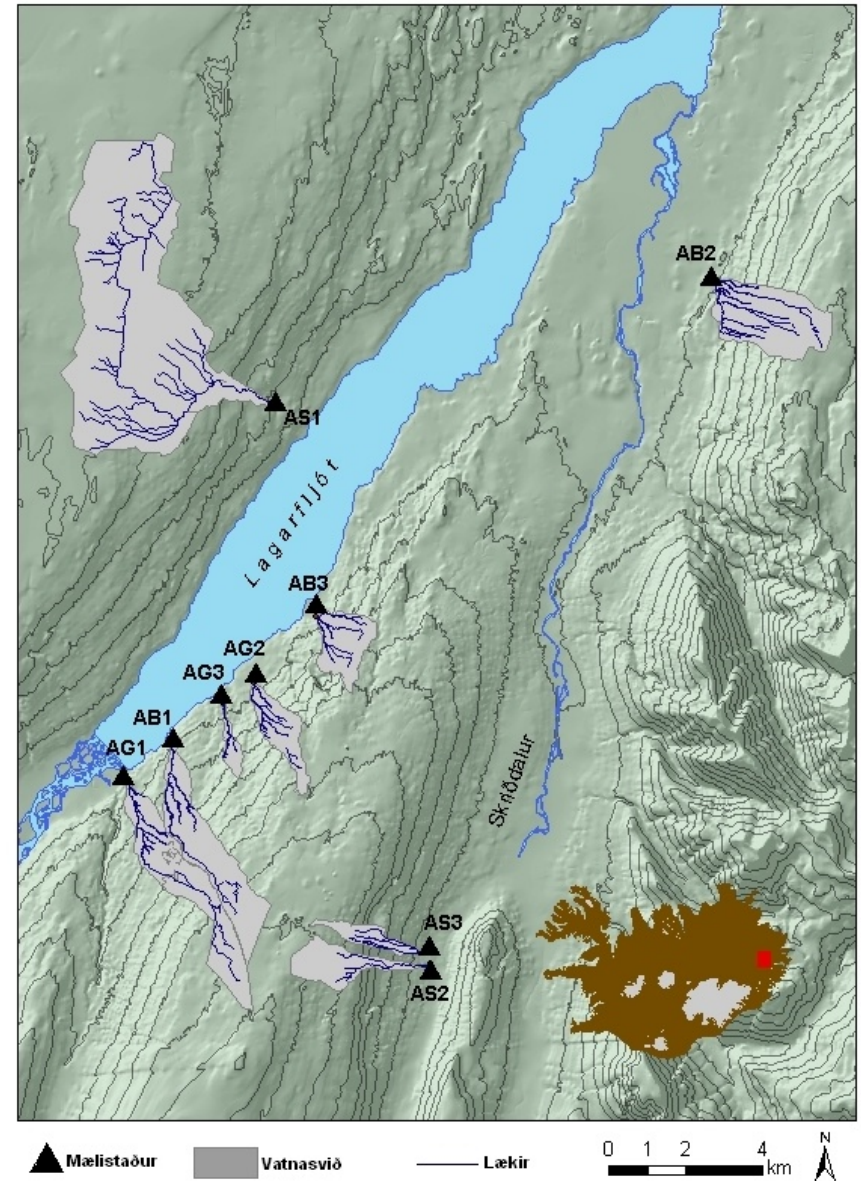 AB2
AS1
Lagarfljót
AB3
AG2
AG3
AB1
AG1
Skriðdalur
AS3
AS2
Mælistaður
Vatnasvið
Lækir
0 1 2 4
km
N